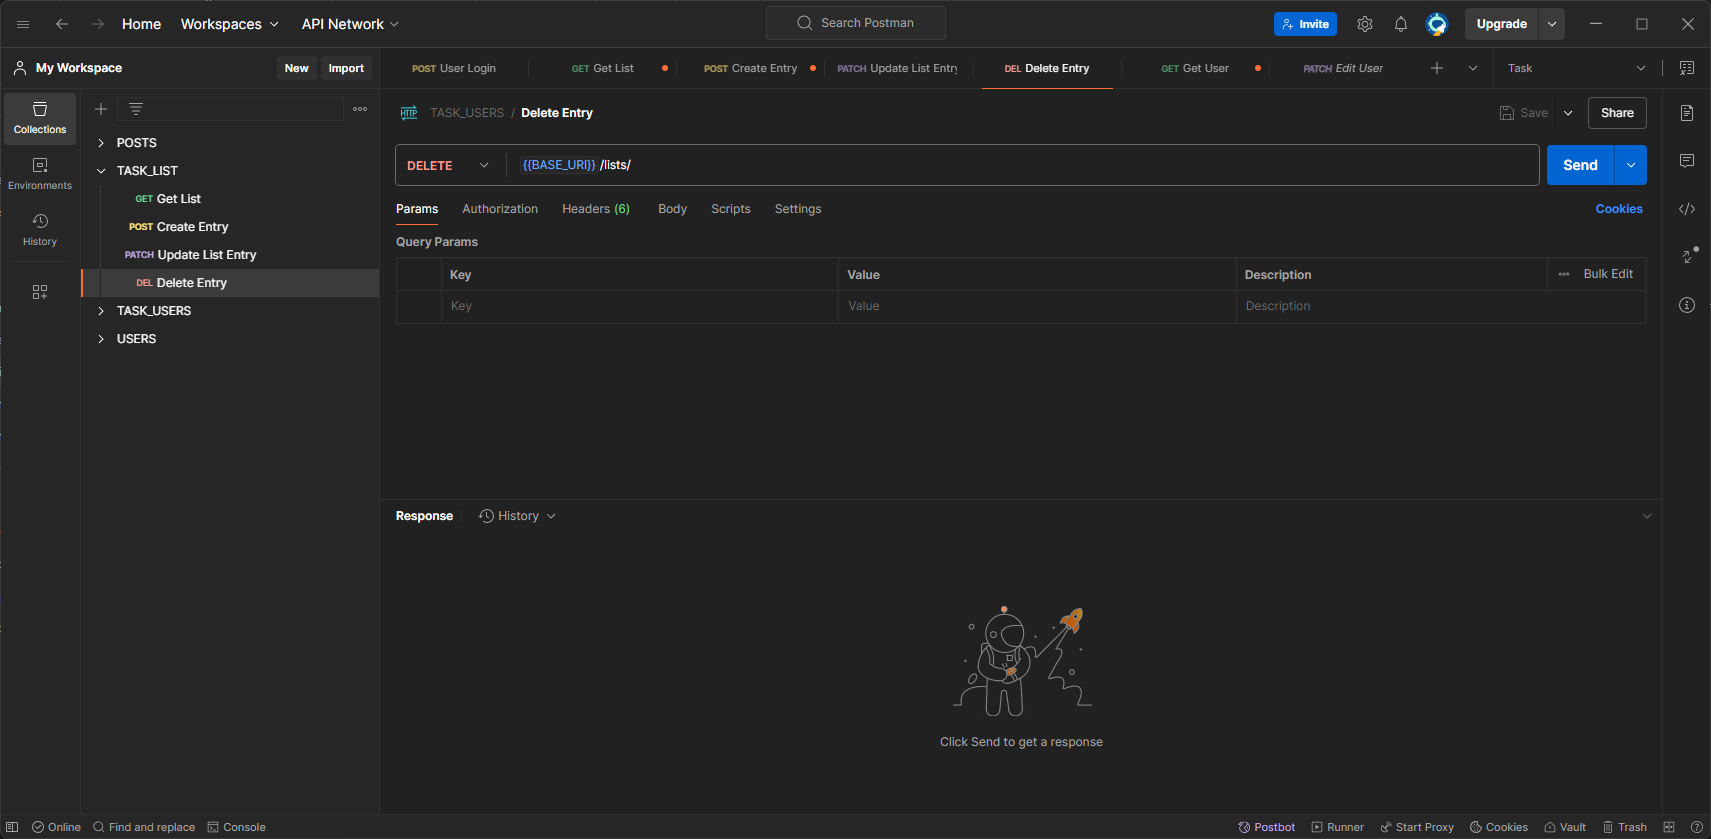 Home Workspaces API Network Search Postman Invite Upgrade
My Workspace New Import POST User Login GET Get List POST Create Entry PATCH Update List Entry DEL Delete Entry GET Get User PATCH Edit User Task
Collections
Environments
History
POSTS
TASK_LIST
GET Get List
POST Create Entry
PATCH Update List Entry
DEL Delete Entry
TASK_USERS
USERS
HTTP TASK_USERS / Delete Entry Save Share
DELETE {{BASE_URI}} /lists/ Send
Params Authorization Headers (6) Body Scripts Settings Cookies
Query Params
Key Value Description Bulk Edit
Key Value Description
Response History
Click Send to get a response
Online Find and replace Console Postbot Runner Start Proxy Cookies Vault Trash